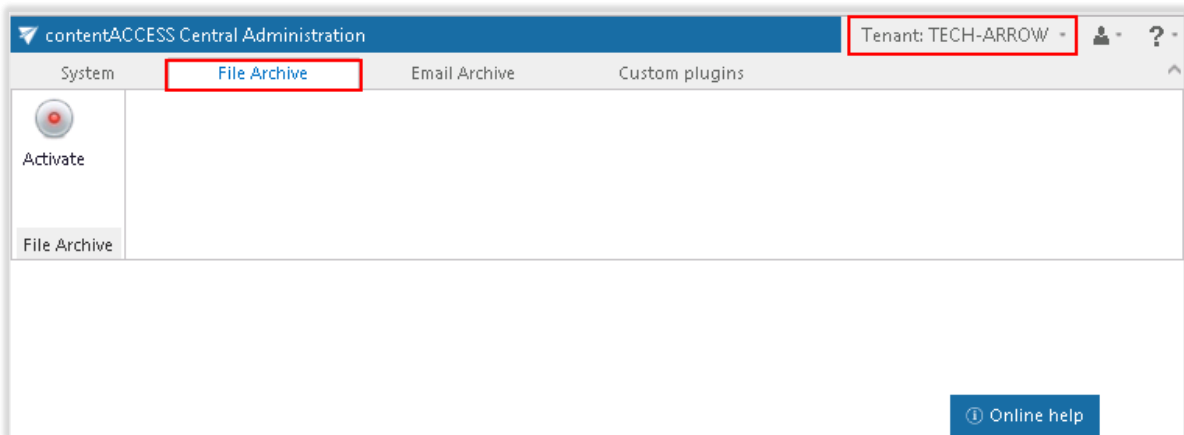 contentACCESS Central Administration Tenant: TECH-ARROW ?
System File Archive Email Archive Custom plugins
Activate
File Archive
Online help